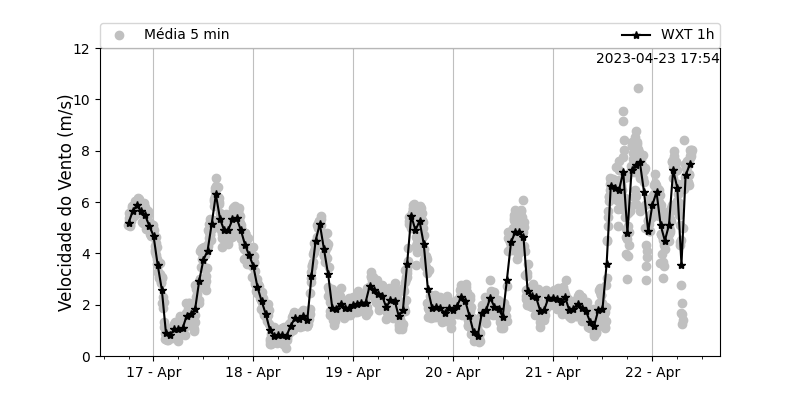 Média 5 min
WXT 1h
2023-04-23 17:54
Velocidade do Vento (m/s)
12
10
8
6
4
2
0
17 - Apr
18 - Apr
19 - Apr
20 - Apr
21 - Apr
22 - Apr